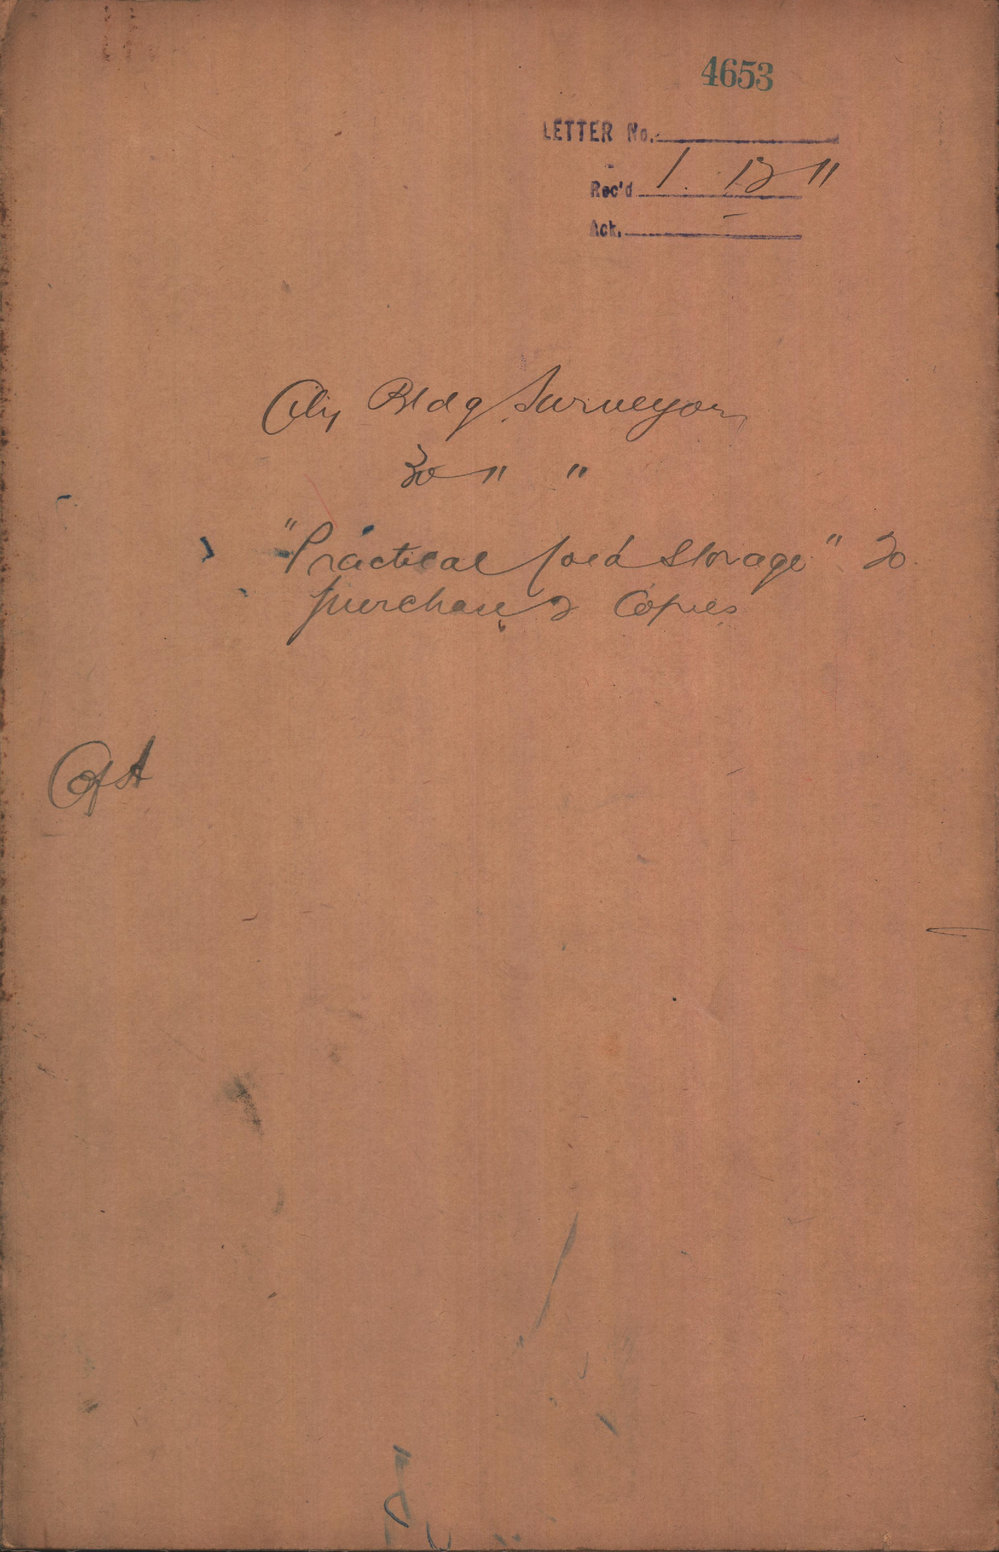 4653
LETTER No.
Rec'd 1. 12 11
Ack. –
City Bldg Surveyor
30 " "
"Practical Cold Storage" To
purchase 2 Copies